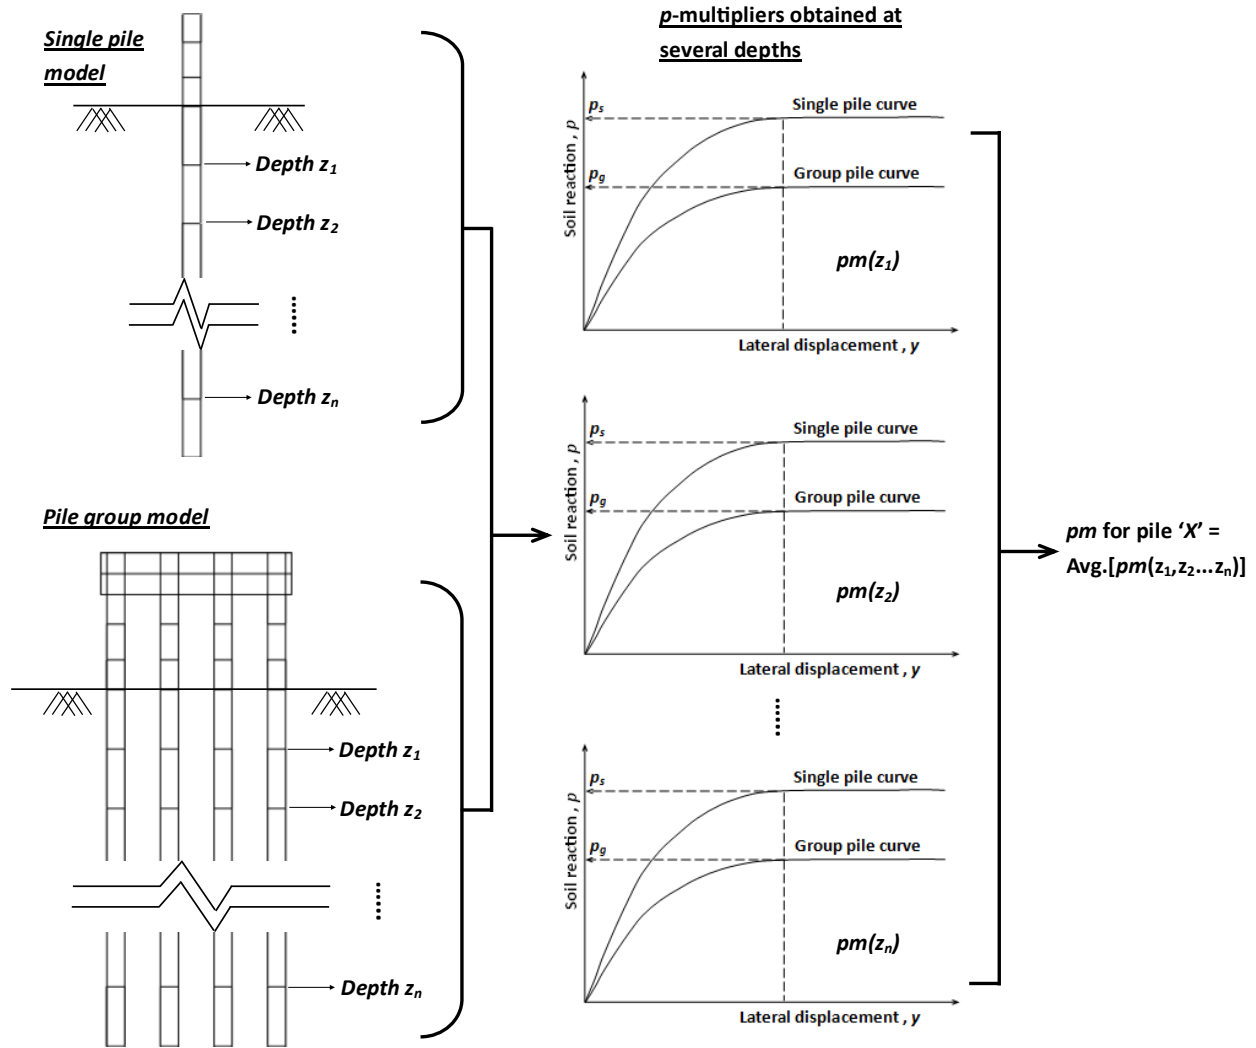 Single pile
model
Depth z1
Depth z2
Depth zn
Pile group model
Depth z1
Depth z2
Depth zn
p-multipliers obtained at
several depths
ps
Single pile curve
pg
Group pile curve
Soil reaction , p
pm(z1)
Lateral displacement , y
ps
Single pile curve
pg
Group pile curve
Soil reaction , p
pm(z2)
Lateral displacement , y
ps
Single pile curve
pg
Group pile curve
Soil reaction , p
pm(zn)
Lateral displacement , y
pm for pile ‘X’ =
Avg.[pm(z1,z2...zn)]